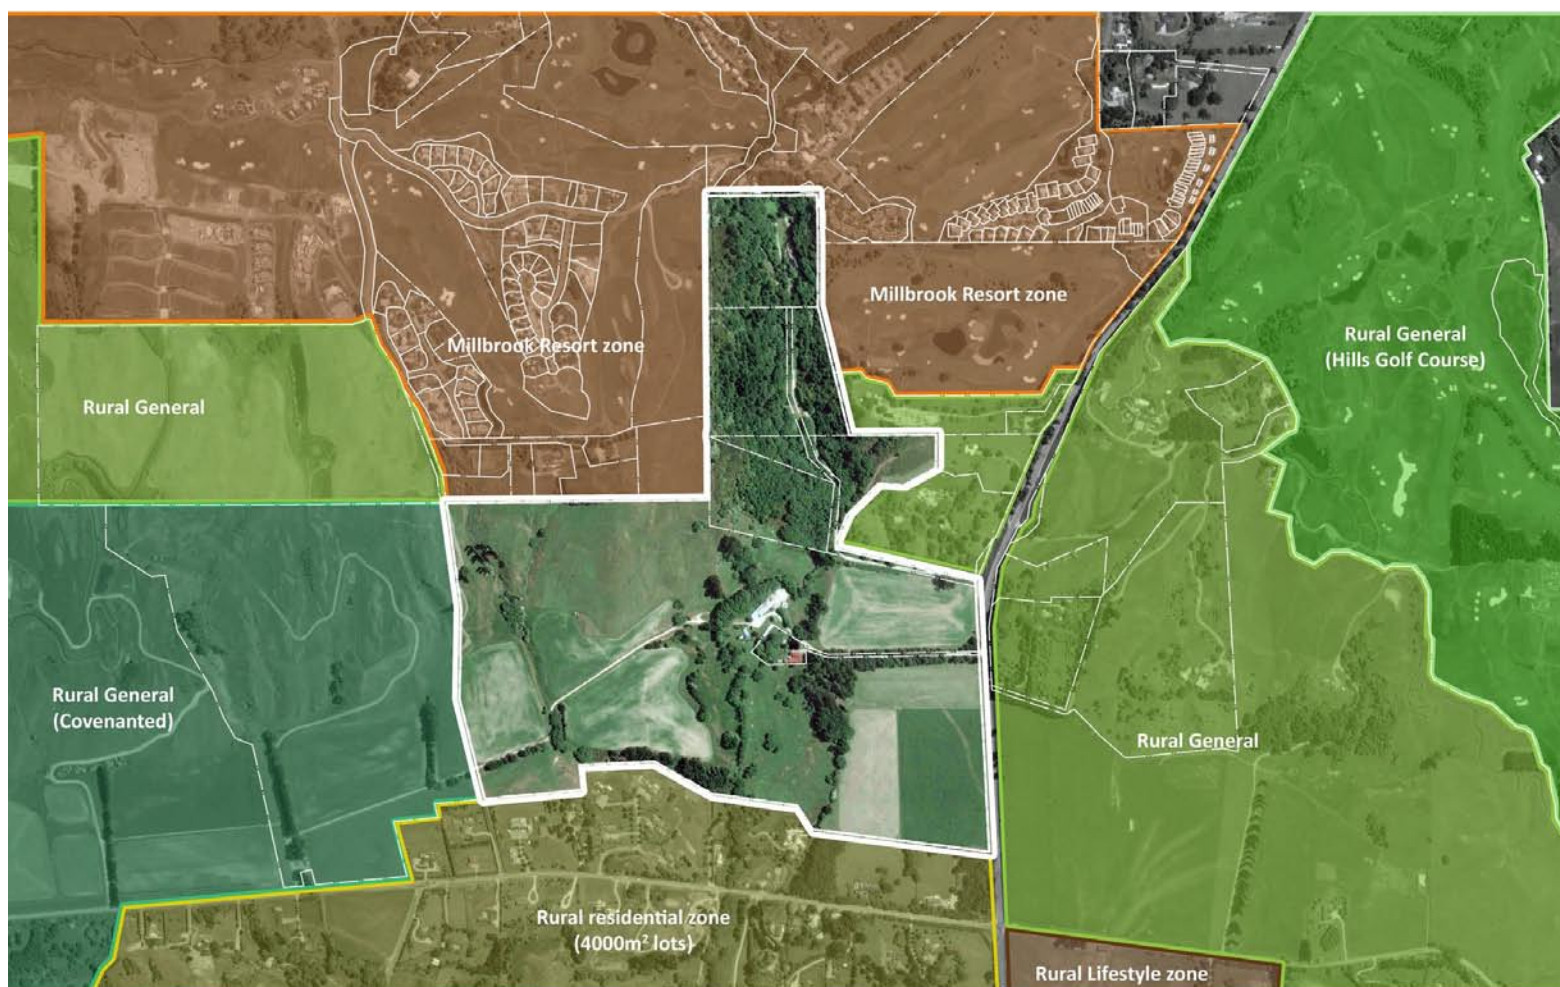 Millbrook Resort zone
Rural General
(Hills Golf Course)
Millbrook Resort zone
Rural General
Rural General
(Covenanted)
Rural General
Rural residential zone
(4000m² lots)
Rural Lifestyle zone